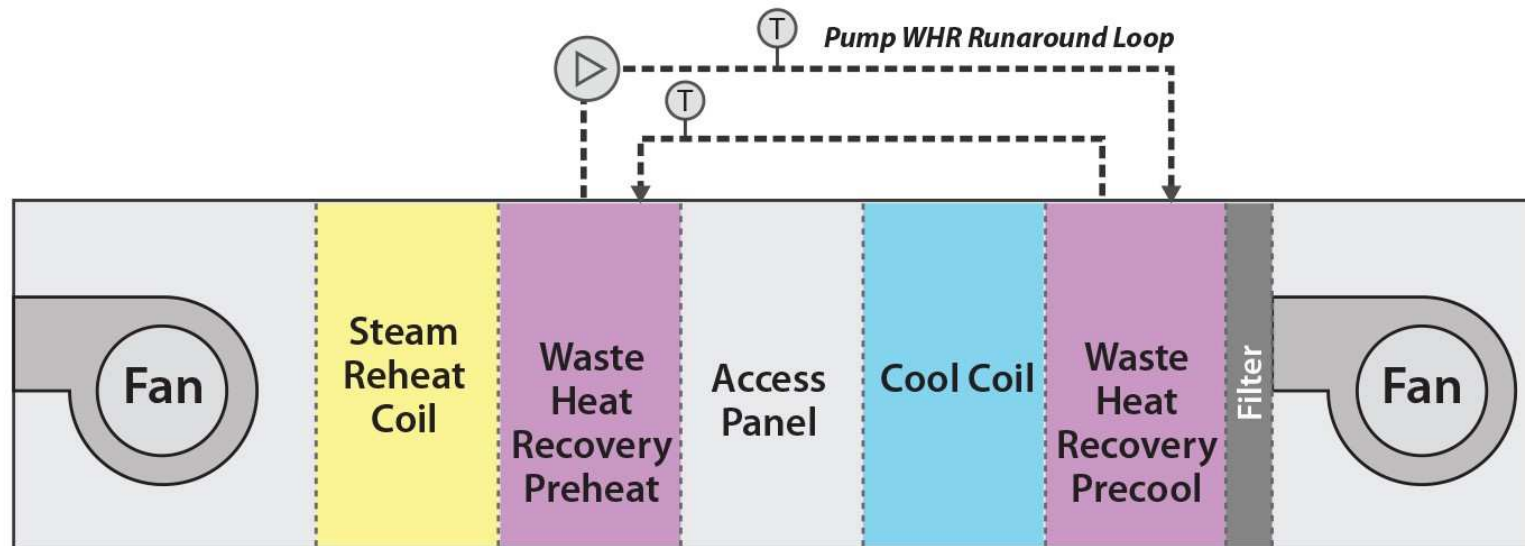 T
Pump WHR Runaround Loop
T
Fan
Steam
Reheat
Coil
Waste
Heat
Recovery
Preheat
Access
Panel
Cool Coil
Waste
Heat
Recovery
Precool
Filter
Fan